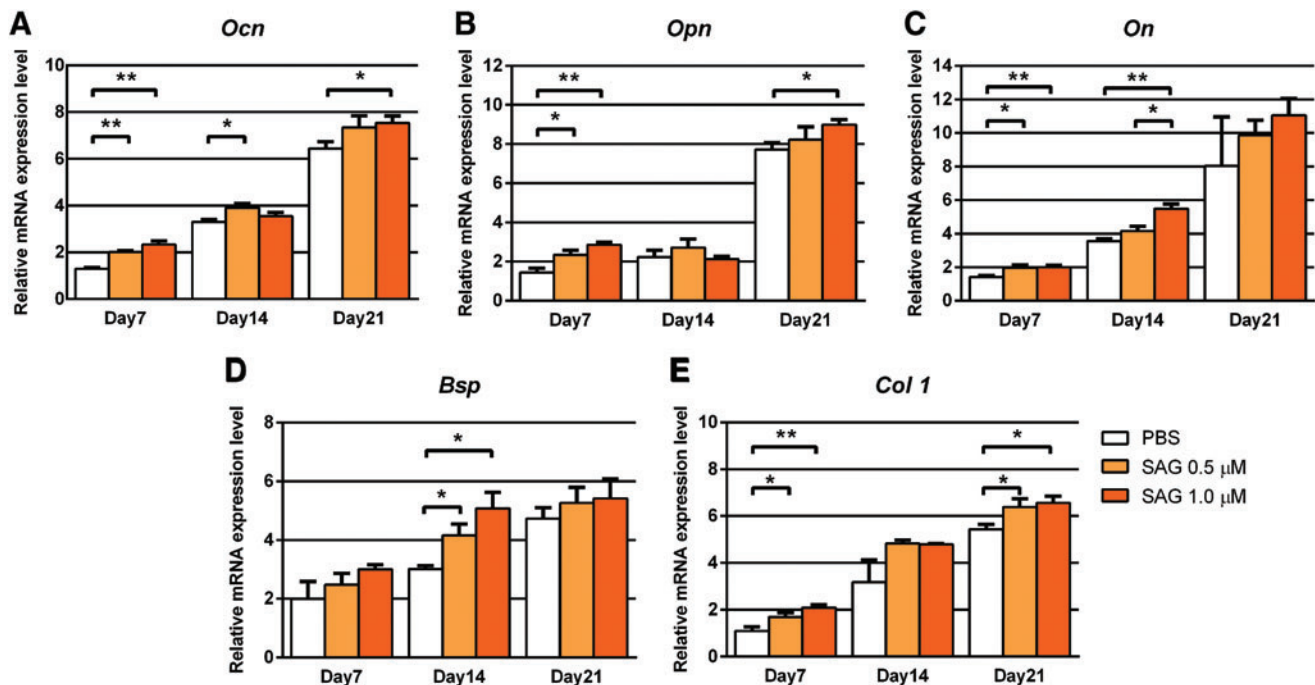 A
Ocn
Relative mRNA expression level
10
8
6
4
2
0
**
**
*
*
Day7
Day14
Day21
B
Opn
Relative mRNA expression level
12
10
8
6
4
2
0
**
*
*
Day7
Day14
Day21
C
On
Relative mRNA expression level
14
12
10
8
6
4
2
0
**
*
**
*
Day7
Day14
Day21
D
Bsp
Relative mRNA expression level
8
6
4
2
0
*
*
Day7
Day14
Day21
E
Col 1
Relative mRNA expression level
10
8
6
4
2
0
**
*
*
*
Day7
Day14
Day21
PBS
SAG 0.5 μM
SAG 1.0 μM